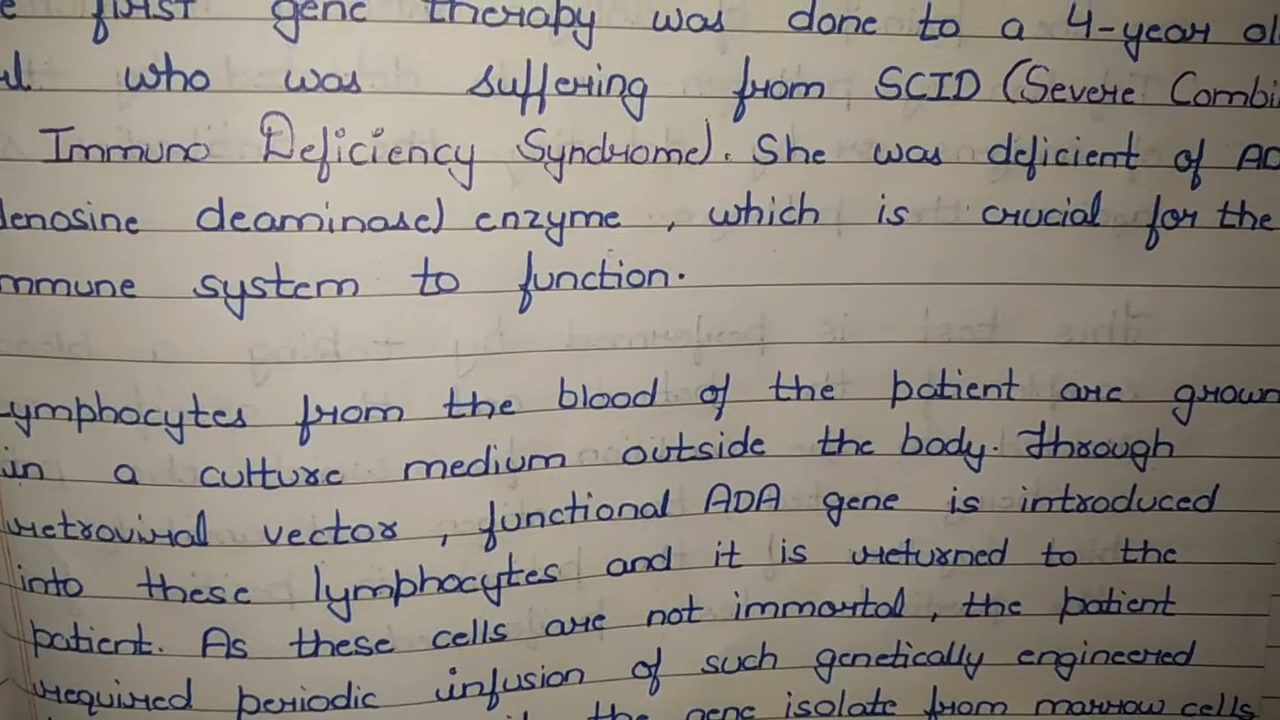 first gene therapy was done to a 4-year
who was suffering from SCID (Severe Combi
Immuno Deficiency Syndrome). She was deficient of AD
denosine deaminase) enzyme, which is crucial for the
mmune system to function.
ymphocytes from the blood of the patient are grown
in a culture medium outside the body. Through
retroviral vector, functional ADA gene is introduced
into these lymphocytes and it is returned to the
patient. As these cells are not immortal, the patient
required periodic infusion of such genetically engineered
the gene isolate from marrow cells